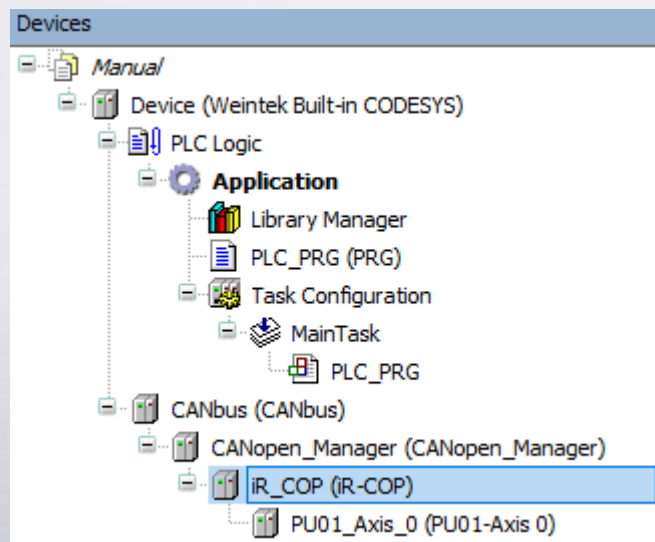 Devices
Manual
Device (Weintek Built-in CODESYS)
PLC Logic
Application
Library Manager
PLC_PRG (PRG)
Task Configuration
MainTask
PLC_PRG
CANbus (CANbus)
CANopen_Manager (CANopen_Manager)
iR_COP (iR-COP)
PU01_Axis_0 (PU01-Axis 0)